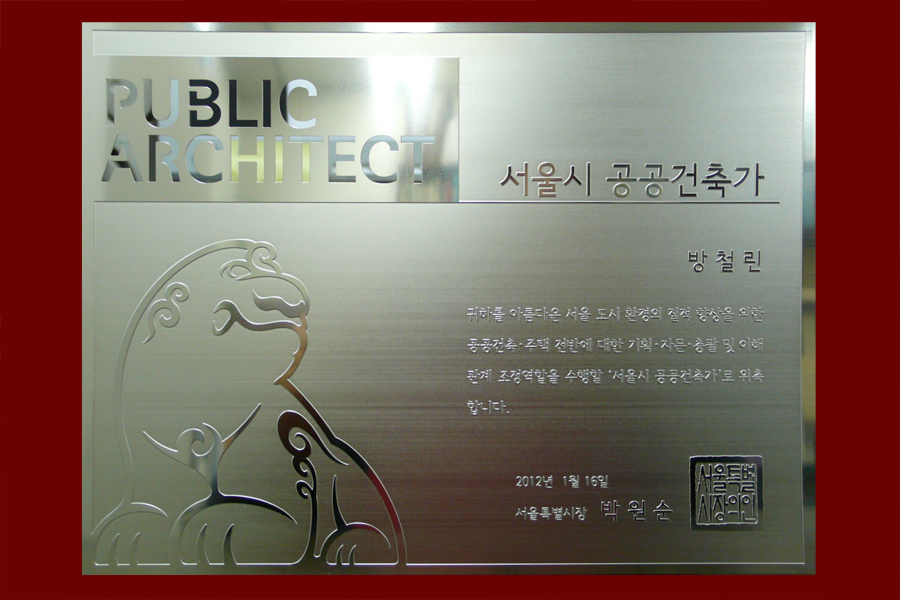 PUBLIC
ARCHITECT
서울시 공공건축가
방철린
귀하를 아름다운 서울 도시 환경의 질적 향상을 위한
공공건축·주택 전반에 대한 기획·자문·총괄 및 이해
관계 조정역할을 수행할 '서울시 공공건축가'로 위촉
합니다.
2012년 1월 16일
서울특별시장 박원순
서울특별
시장의인